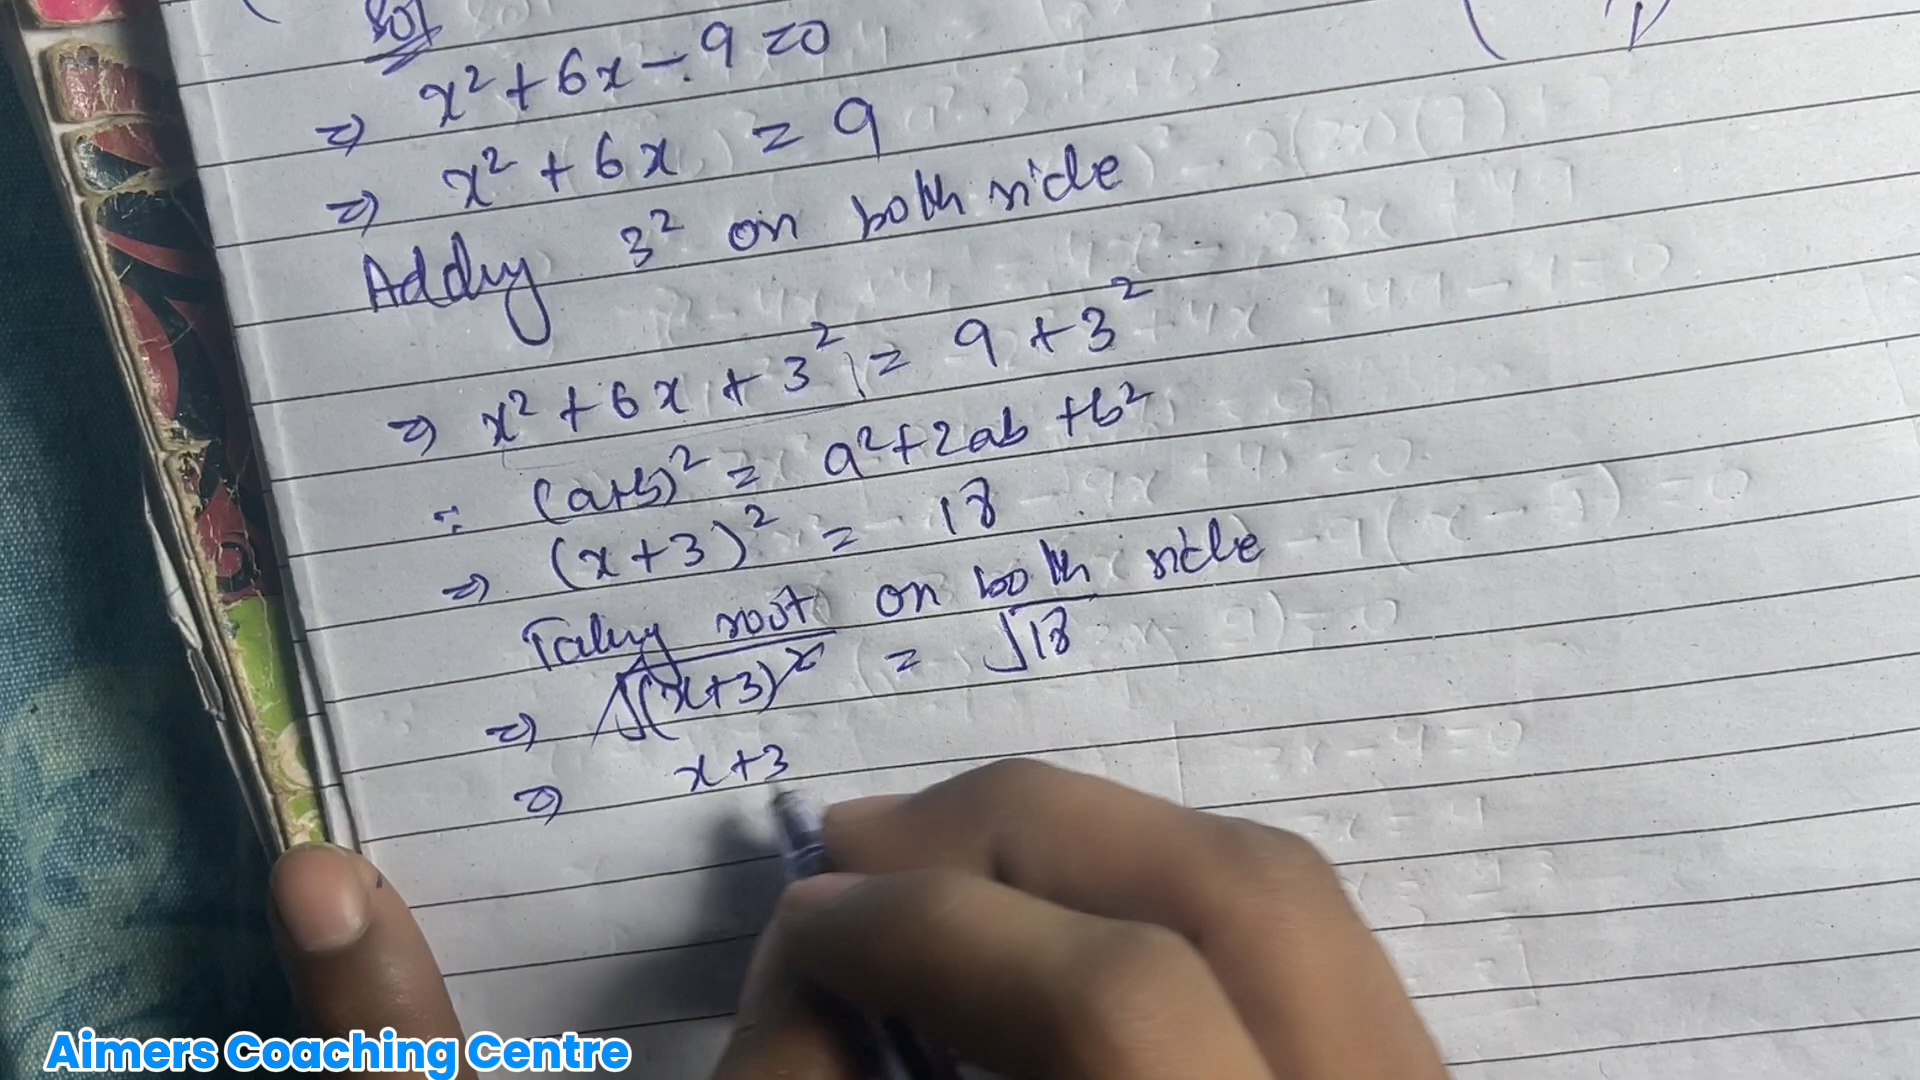 Sol
⇒ x² + 6x - 9 = 0
⇒ x² + 6x = 9
Adding 3² on both side
⇒ x² + 6x + 3² = 9 + 3²
∵ (a+b)² = a² + 2ab + b²
⇒ (x+3)² = 18
Taking root on both side
⇒ √(x+3)² = √18
⇒ x+3
Aimers Coaching Centre